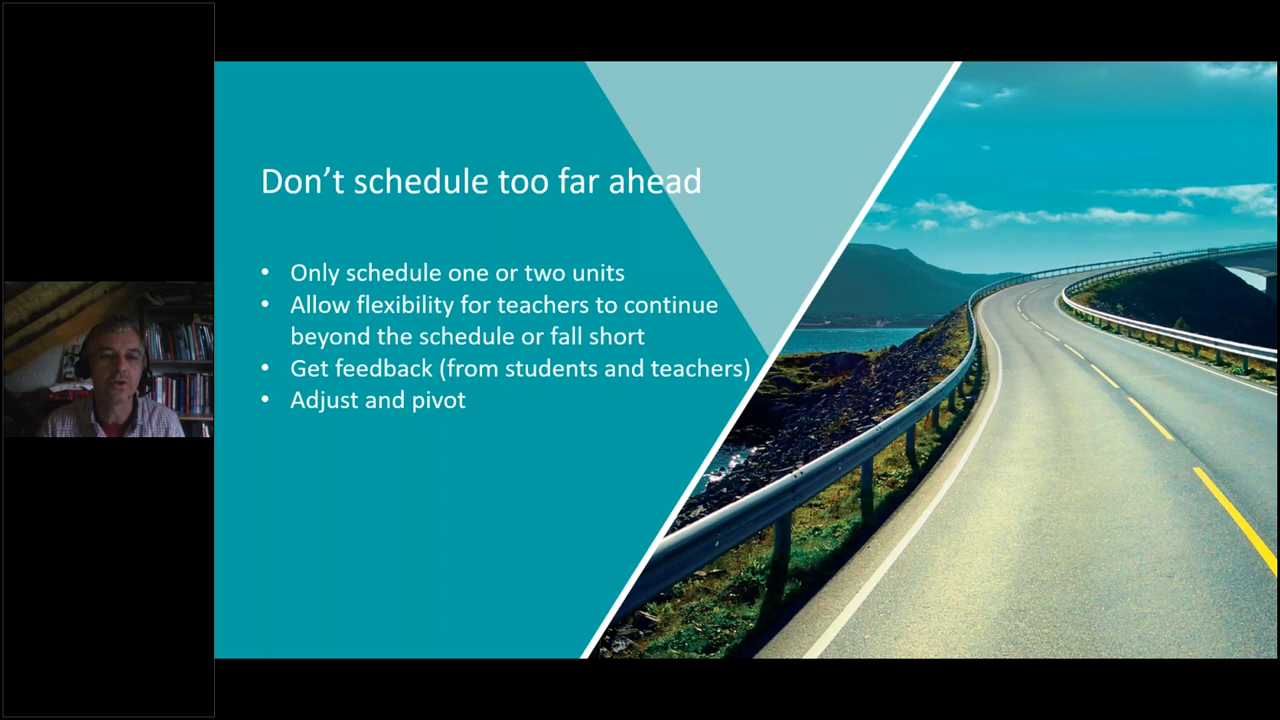 Don’t schedule too far ahead
• Only schedule one or two units
• Allow flexibility for teachers to continue
beyond the schedule or fall short
• Get feedback (from students and teachers)
• Adjust and pivot